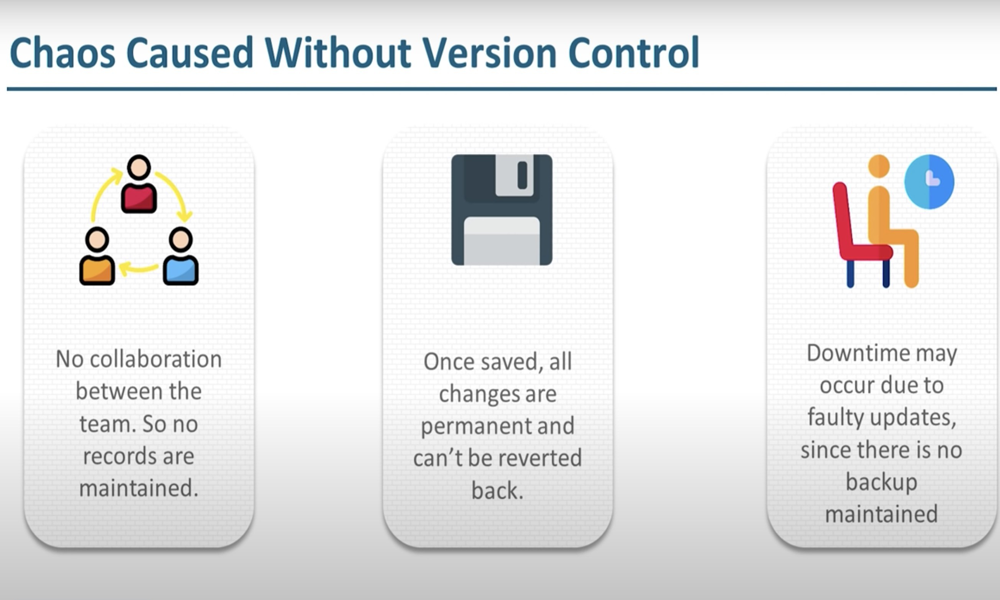 Chaos Caused Without Version Control
No collaboration
between the
team. So no
records are
maintained.
Once saved, all
changes are
permanent and
can’t be reverted
back.
Downtime may
occur due to
faulty updates,
since there is no
backup
maintained